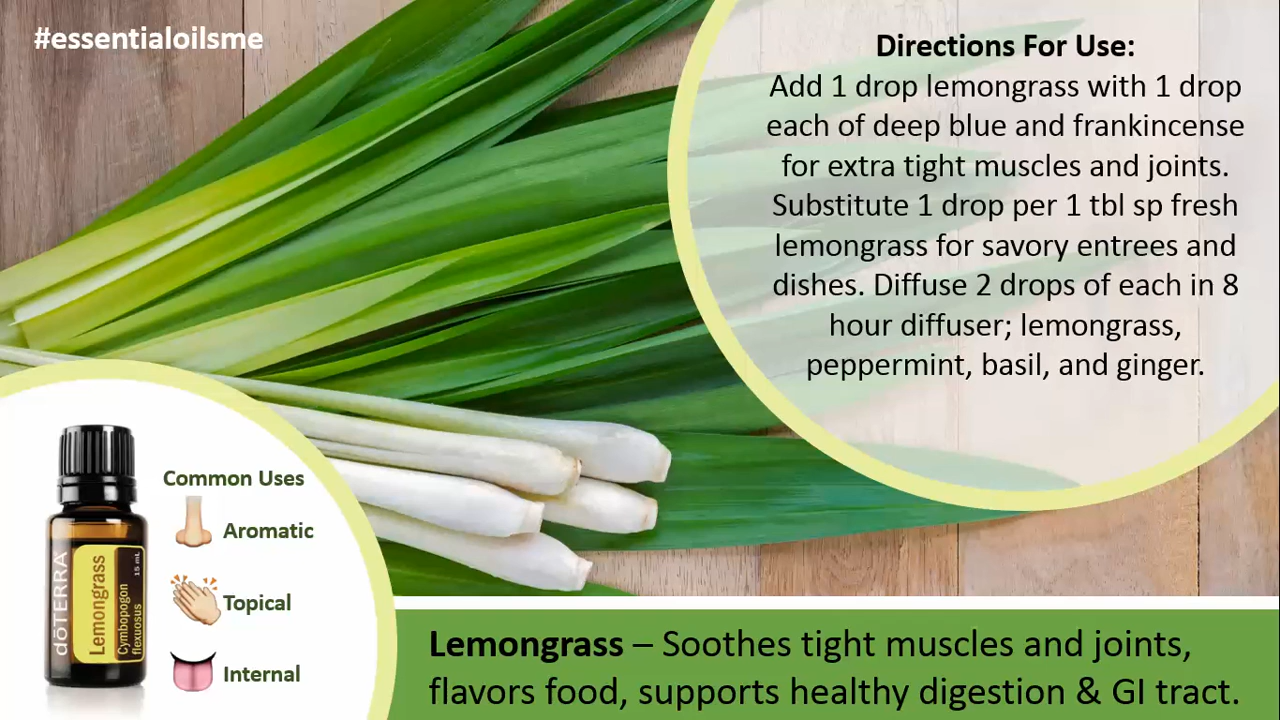 #essentialoilsme
Directions For Use:
Add 1 drop lemongrass with 1 drop
each of deep blue and frankincense
for extra tight muscles and joints.
Substitute 1 drop per 1 tbl sp fresh
lemongrass for savory entrees and
dishes. Diffuse 2 drops of each in 8
hour diffuser; lemongrass,
peppermint, basil, and ginger.
Common Uses
Aromatic
Topical
Internal
dōTERRA
Lemongrass
Cymbopogon
flexuosus
15 mL
Lemongrass – Soothes tight muscles and joints,
flavors food, supports healthy digestion & GI tract.